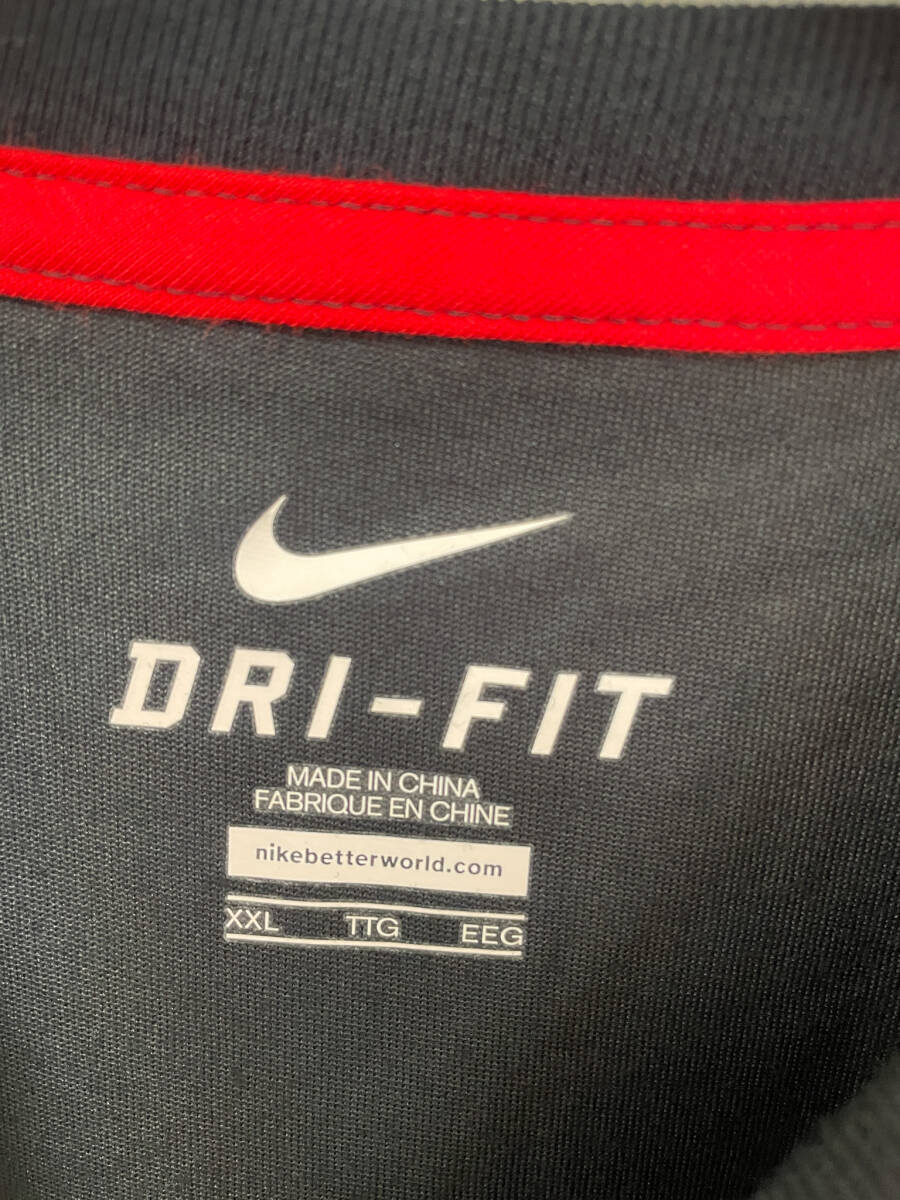 DRI-FIT
MADE IN CHINA
FABRIQUE EN CHINE
nikebetterworld.com
XXL TTG EEG